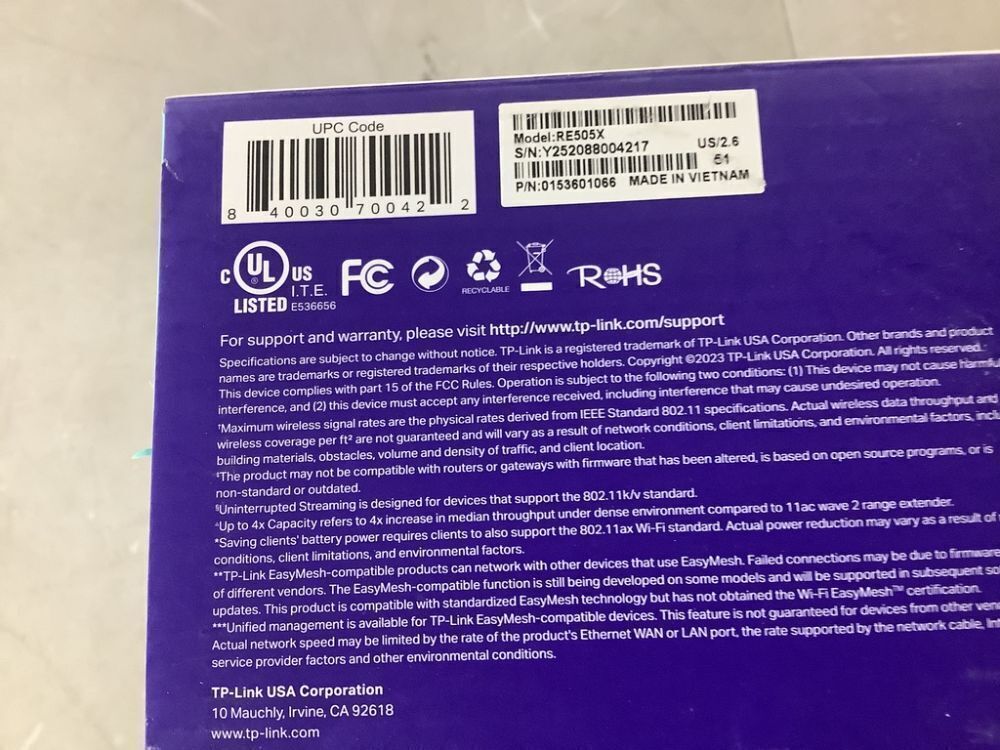 UPC Code
8 40030 70042 2
Model:RE505X
S/N:Y252088004217 US/2.6
51
P/N:0153601066 MADE IN VIETNAM
C UL ® US
LISTED I.T.E.
E536656
FC
RECYCLABLE
RoHS
For support and warranty, please visit http://www.tp-link.com/support
Specifications are subject to change without notice. TP-Link is a registered trademark of TP-Link USA Corporation. Other brands and product
names are trademarks or registered trademarks of their respective holders. Copyright ©2023 TP-Link USA Corporation. All rights reserved.
This device complies with part 15 of the FCC Rules. Operation is subject to the following two conditions: (1) This device may not cause harmful
interference, and (2) this device must accept any interference received, including interference that may cause undesired operation.
†Maximum wireless signal rates are the physical rates derived from IEEE Standard 802.11 specifications. Actual wireless data throughput and
wireless coverage per ft² are not guaranteed and will vary as a result of network conditions, client limitations, and environmental factors, inclu
building materials, obstacles, volume and density of traffic, and client location.
‡The product may not be compatible with routers or gateways with firmware that has been altered, is based on open source programs, or is
non-standard or outdated.
§Uninterrupted Streaming is designed for devices that support the 802.11k/v standard.
^Up to 4x Capacity refers to 4x increase in median throughput under dense environment compared to 11ac wave 2 range extender.
*Saving clients' battery power requires clients to also support the 802.11ax Wi-Fi standard. Actual power reduction may vary as a result of
conditions, client limitations, and environmental factors.
**TP-Link EasyMesh-compatible products can network with other devices that use EasyMesh. Failed connections may be due to firmware
of different vendors. The EasyMesh-compatible function is still being developed on some models and will be supported in subsequent so
updates. This product is compatible with standardized EasyMesh technology but has not obtained the Wi-Fi EasyMesh™ certification.
***Unified management is available for TP-Link EasyMesh-compatible devices. This feature is not guaranteed for devices from other ven
Actual network speed may be limited by the rate of the product's Ethernet WAN or LAN port, the rate supported by the network cable, Int
service provider factors and other environmental conditions.
TP-Link USA Corporation
10 Mauchly, Irvine, CA 92618
www.tp-link.com